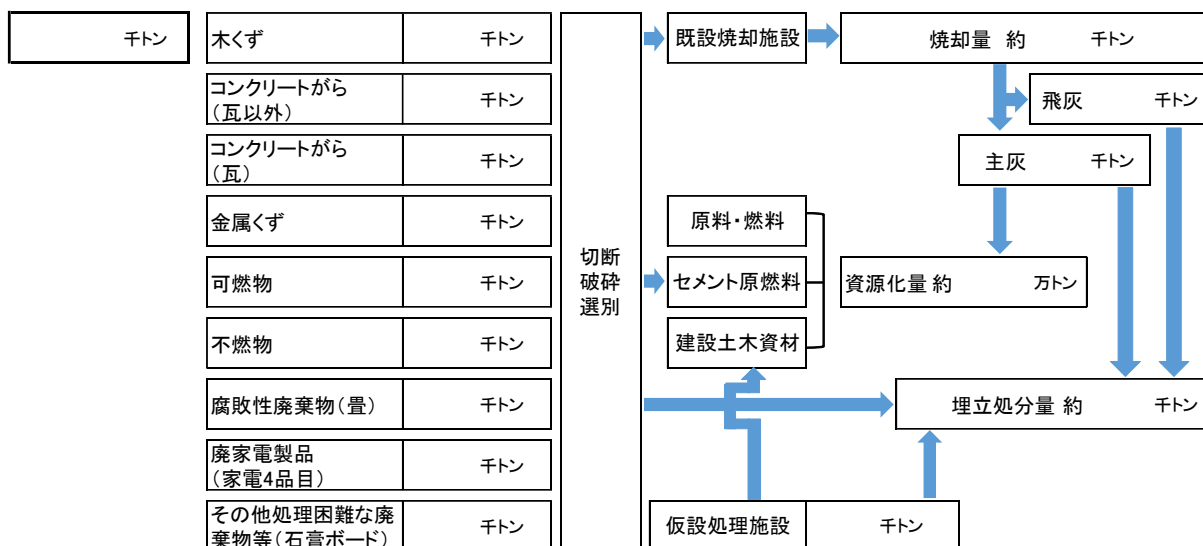 千トン
木くず 千トン
コンクリートがら
(瓦以外) 千トン
コンクリートがら
(瓦) 千トン
金属くず 千トン
可燃物 千トン
不燃物 千トン
腐敗性廃棄物(畳) 千トン
廃家電製品
(家電4品目) 千トン
その他処理困難な廃
棄物等(石膏ボード) 千トン
切断
破砕
選別
既設焼却施設
焼却量 約 千トン
飛灰 千トン
主灰 千トン
原料・燃料
セメント原燃料
建設土木資材
資源化量 約 万トン
埋立処分量 約 千トン
仮設処理施設 千トン